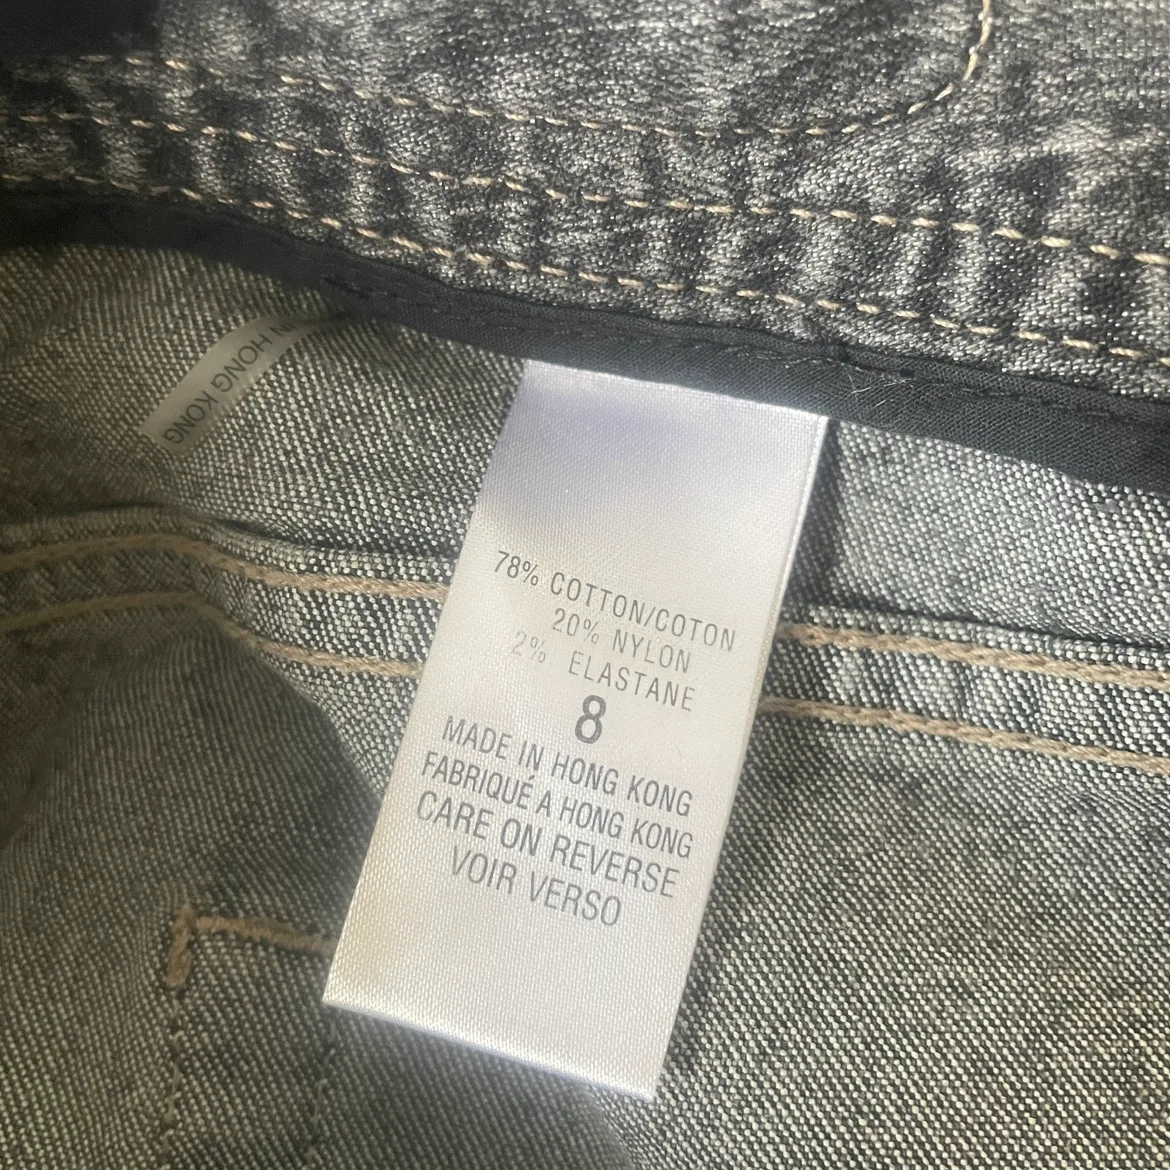 IN HONG KONG
78% COTTON/COTON
20% NYLON
2% ELASTANE
8
MADE IN HONG KONG
FABRIQUÉ A HONG KONG
CARE ON REVERSE
VOIR VERSO